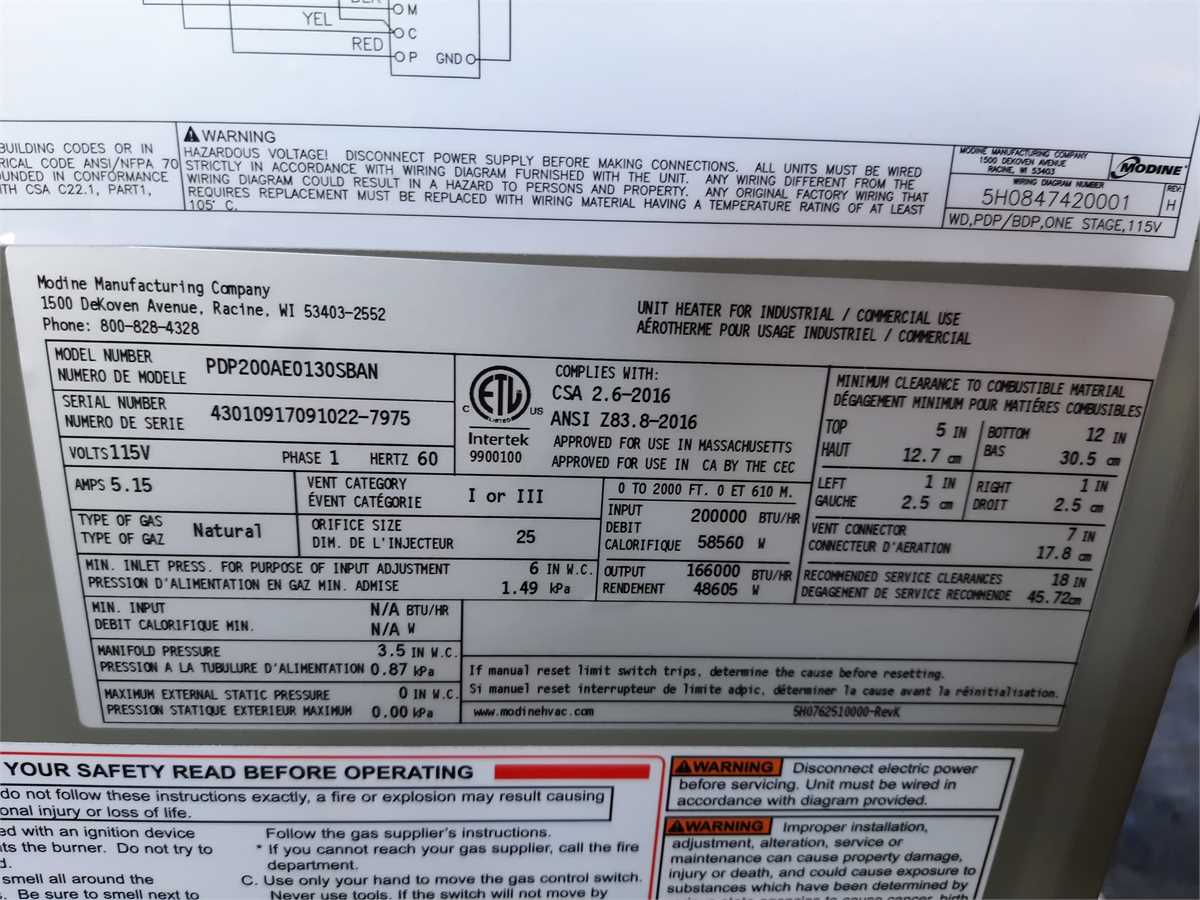 M
YEL
C
RED
P
GND
BUILDING CODES OR IN
RICAL CODE ANSI/NFPA 70
UNDED IN CONFORMANCE
ITH CSA C22.1, PART1,
WARNING
HAZARDOUS VOLTAGE! DISCONNECT POWER SUPPLY BEFORE MAKING CONNECTIONS. ALL UNITS MUST BE WIRED
STRICTLY IN ACCORDANCE WITH WIRING DIAGRAM FURNISHED WITH THE UNIT. ANY WIRING DIFFERENT FROM THE
WIRING DIAGRAM COULD RESULT IN A HAZARD TO PERSONS AND PROPERTY. ANY ORIGINAL FACTORY WIRING THAT
REQUIRES REPLACEMENT MUST BE REPLACED WITH WIRING MATERIAL HAVING A TEMPERATURE RATING OF AT LEAST
105° C.
MODINE MANUFACTURING COMPANY
1500 DEKOVEN AVENUE
RACINE, WI 53403
MODINE
WIRING DIAGRAM NUMBER
5H0847420001
REV:
H
WD,PDP/BDP,ONE STAGE,115V
Modine Manufacturing Company
1500 DeKoven Avenue, Racine, WI 53403-2552
Phone: 800-828-4328
UNIT HEATER FOR INDUSTRIAL / COMMERCIAL USE
AÉROTHERME POUR USAGE INDUSTRIEL / COMMERCIAL
MODEL NUMBER
NUMERO DE MODELE
PDP200AE0130SBAN
SERIAL NUMBER
NUMERO DE SERIE
43010917091022-7975
VOLTS 115V
PHASE 1
HERTZ 60
AMPS 5.15
VENT CATEGORY
ÉVENT CATÉGORIE
I or III
TYPE OF GAS
TYPE OF GAZ
Natural
ORIFICE SIZE
DIM. DE L'INJECTEUR
25
MIN. INLET PRESS. FOR PURPOSE OF INPUT ADJUSTMENT
PRESSION D'ALIMENTATION EN GAZ MIN. ADMISE
6 IN W.C.
1.49 kPa
MIN. INPUT
DEBIT CALORIFIQUE MIN.
N/A BTU/HR
N/A W
MANIFOLD PRESSURE
PRESSION A LA TUBULURE D'ALIMENTATION
3.5 IN W.C.
0.87 kPa
MAXIMUM EXTERNAL STATIC PRESSURE
PRESSION STATIQUE EXTERIEUR MAXIMUM
0 IN W.C.
0.00 kPa
C ETL US
LISTED
Intertek
9900100
COMPLIES WITH:
CSA 2.6-2016
ANSI Z83.8-2016
APPROVED FOR USE IN MASSACHUSETTS
APPROVED FOR USE IN CA BY THE CEC
0 TO 2000 FT. 0 ET 610 M.
INPUT
DEBIT
CALORIFIQUE
200000 BTU/HR
58560 W
OUTPUT
RENDEMENT
166000 BTU/HR
48605 W
MINIMUM CLEARANCE TO COMBUSTIBLE MATERIAL
DÉGAGEMENT MINIMUM POUR MATIÉRES COMBUSIBLES
TOP
HAUT
5 IN
12.7 cm
BOTTOM
BAS
12 IN
30.5 cm
LEFT
GAUCHE
1 IN
2.5 cm
RIGHT
DROIT
1 IN
2.5 cm
VENT CONNECTOR
CONNECTEUR D'AERATION
7 IN
17.8 cm
RECOMMENDED SERVICE CLEARANCES
DEGAGEMENT DE SERVICE RECOMMENDE
18 IN
45.72cm
If manual reset limit switch trips, determine the cause before resetting.
Si manuel reset interrupteur de limite adpic, déterminer la cause avant la réinitialisation.
www.modinehvac.com
5H0762510000-RevK
YOUR SAFETY READ BEFORE OPERATING
do not follow these instructions exactly, a fire or explosion may result causing
onal injury or loss of life.
ed with an ignition device
ts the burner. Do not try to
d.
smell all around the
. Be sure to smell next to
Follow the gas supplier's instructions.
* If you cannot reach your gas supplier, call the fire
department.
C. Use only your hand to move the gas control switch.
Never use tools. If the switch will not move by
WARNING Disconnect electric power
before servicing. Unit must be wired in
accordance with diagram provided.
WARNING Improper installation,
adjustment, alteration, service or
maintenance can cause property damage,
injury or death, and could cause exposure to
substances which have been determined by